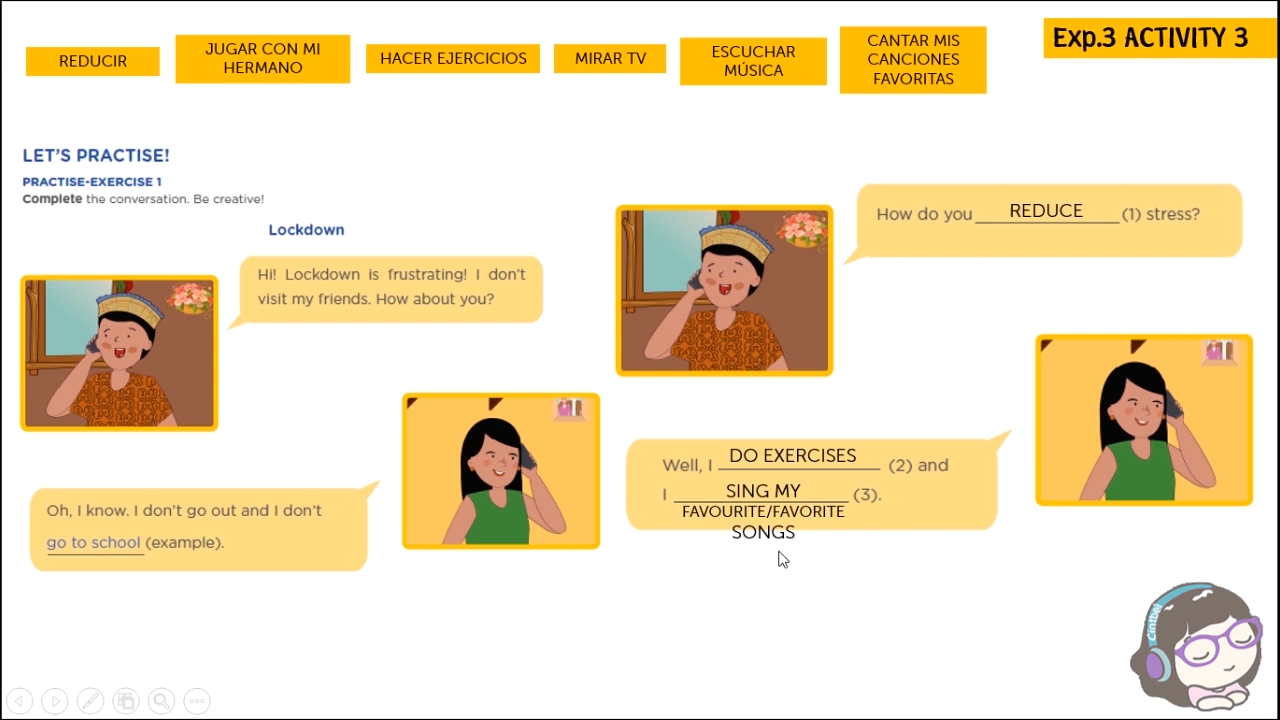 REDUCIR
JUGAR CON MI
HERMANO
HACER EJERCICIOS
MIRAR TV
ESCUCHAR
MÚSICA
CANTAR MIS
CANCIONES
FAVORITAS
Exp.3 ACTIVITY 3
LET'S PRACTISE!
PRACTISE-EXERCISE 1
Complete the conversation. Be creative!
Lockdown
Hi! Lockdown is frustrating! I don't
visit my friends. How about you?
Oh, I know. I don't go out and I don't
go to school (example).
How do you REDUCE (1) stress?
Well, I DO EXERCISES (2) and
I SING MY (3).
FAVOURITE/FAVORITE
SONGS
Cintbel